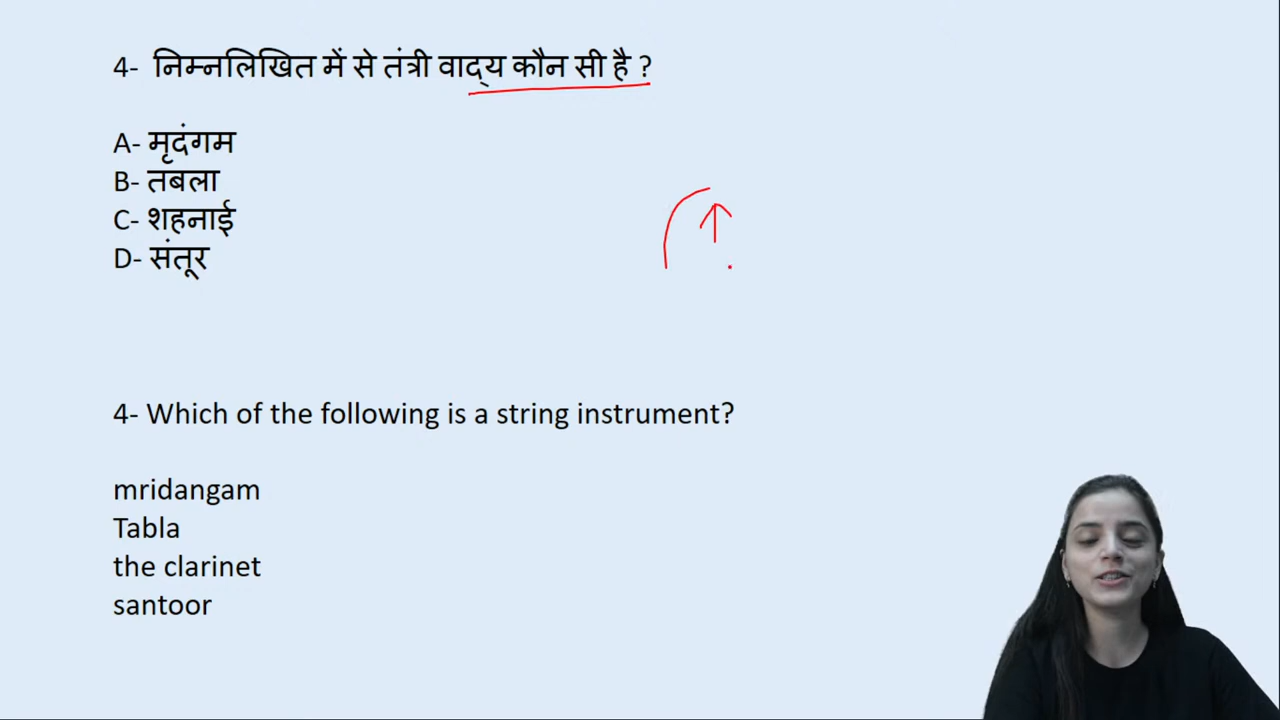 4- निम्नलिखित में से तंत्री वाद्य कौन सी है ?
A- मृदंगम
B- तबला
C- शहनाई
D- संतूर
4- Which of the following is a string instrument?
mridangam
Tabla
the clarinet
santoor